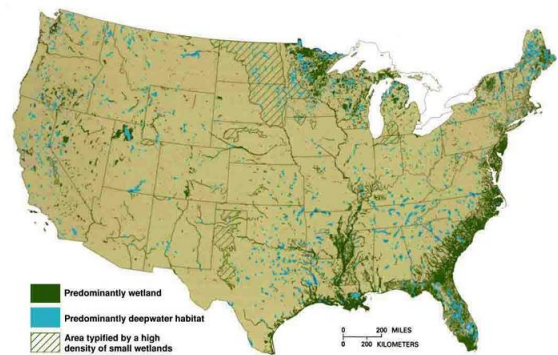 Predominantly wetland
Predominantly deepwater habitat
Area typified by a high
density of small wetlands
0 200 MILES
0 200 KILOMETERS